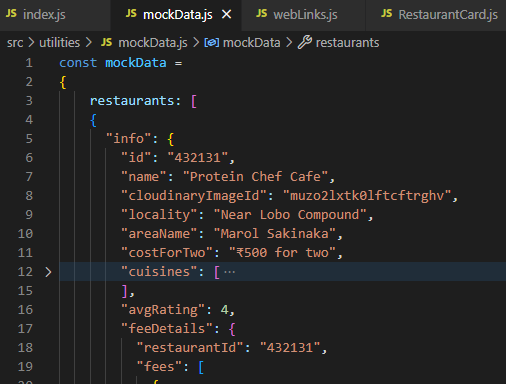 JS index.js JS mockData.js × JS webLinks.js JS RestaurantCard.js
src > utilities > JS mockData.js > mockData > restaurants
1 const mockData =
2 {
3 restaurants: [
4 {
5 "info": {
6 "id": "432131",
7 "name": "Protein Chef Cafe",
8 "cloudinaryImageId": "muzo2lxtk0lftcftrghv",
9 "locality": "Near Lobo Compound",
10 "areaName": "Marol Sakinaka",
11 "costForTwo": "₹500 for two",
12 > "cuisines": [ ⋯
15 ],
16 "avgRating": 4,
17 "feeDetails": {
18 "restaurantId": "432131",
19 "fees": [
20 {